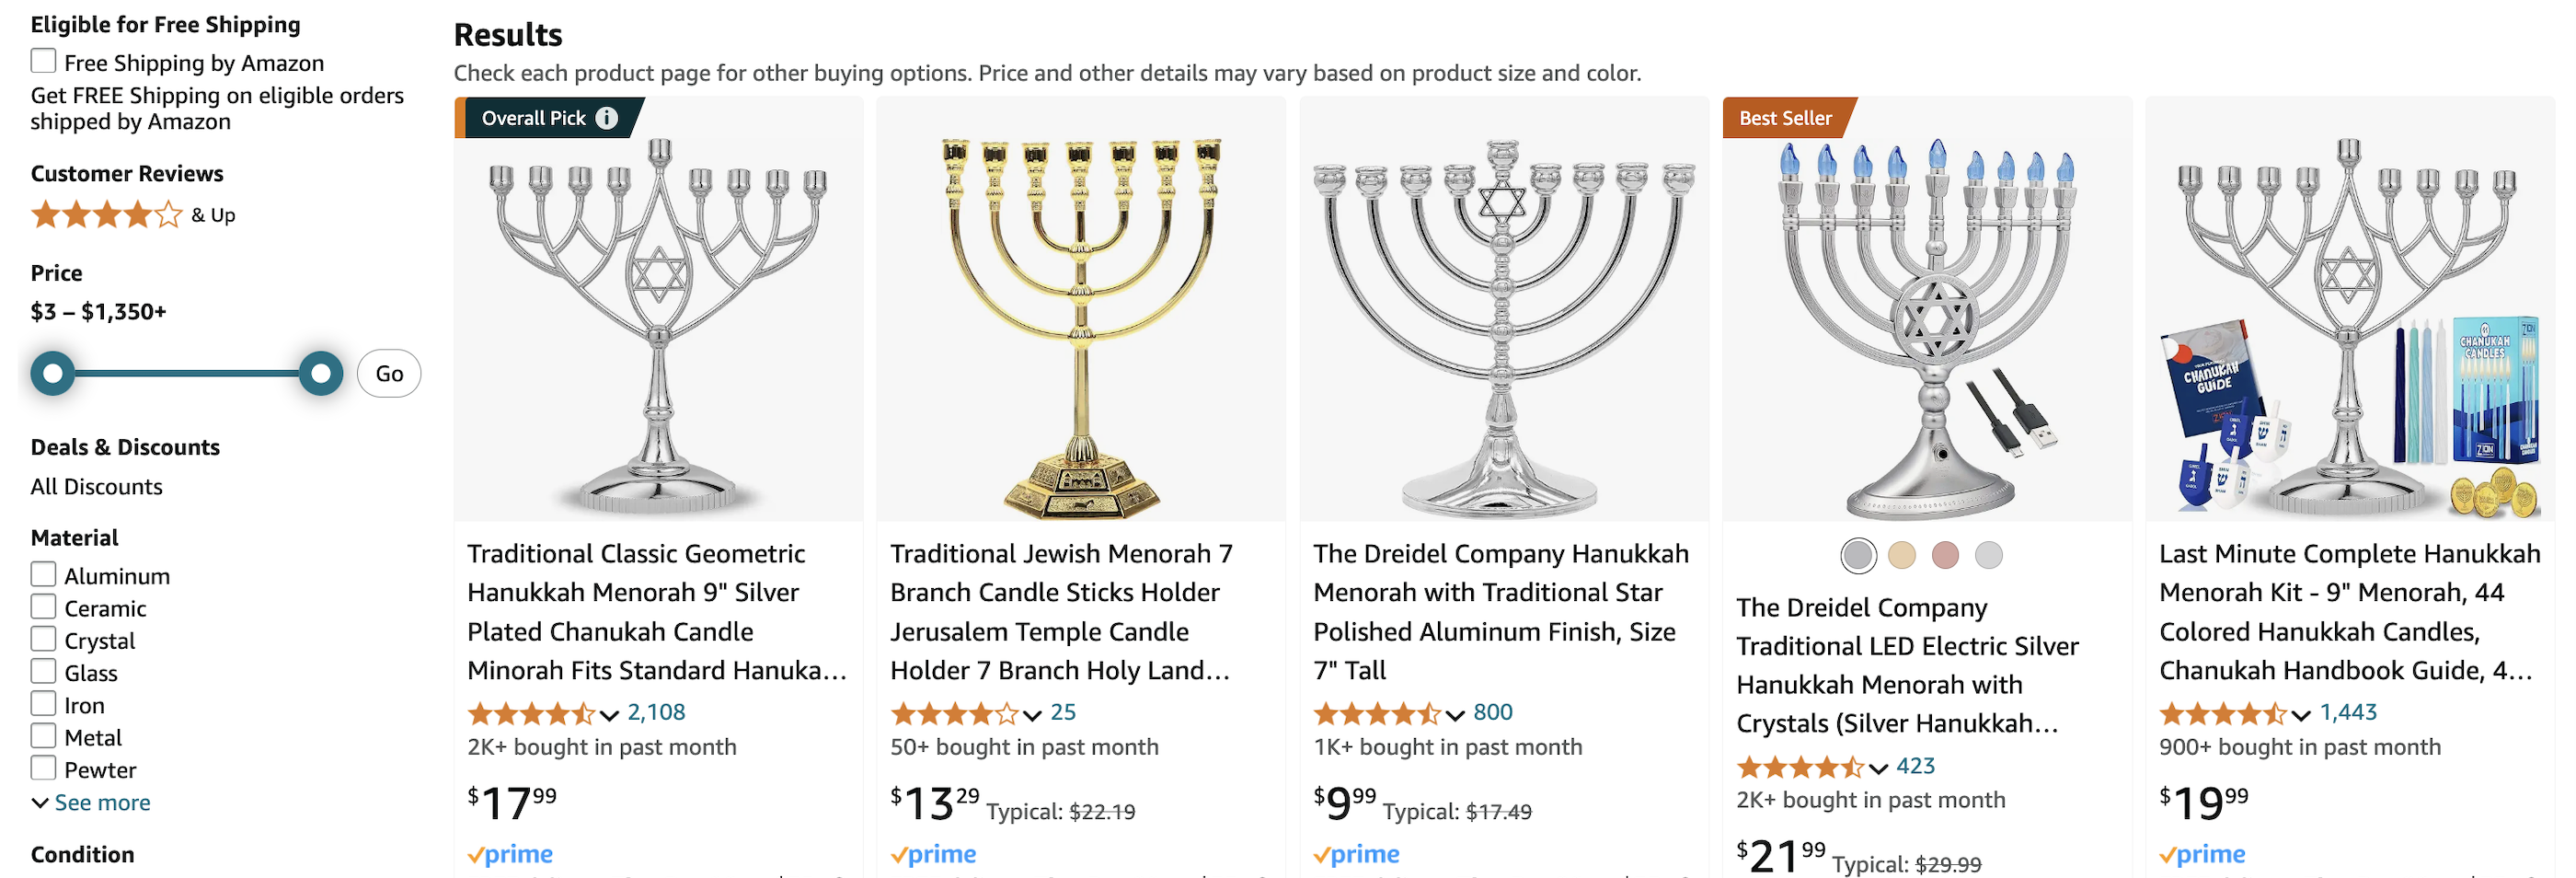 Eligible for Free Shipping
Free Shipping by Amazon
Get FREE Shipping on eligible orders
shipped by Amazon
Customer Reviews
& Up
Price
$3 – $1,350+
Go
Deals & Discounts
All Discounts
Material
Aluminum
Ceramic
Crystal
Glass
Iron
Metal
Pewter
See more
Condition
Results
Check each product page for other buying options. Price and other details may vary based on product size and color.
Overall Pick
Traditional Classic Geometric
Hanukkah Menorah 9" Silver
Plated Chanukah Candle
Minorah Fits Standard Hanuka...
2,108
2K+ bought in past month
$17.99
prime
Traditional Jewish Menorah 7
Branch Candle Sticks Holder
Jerusalem Temple Candle
Holder 7 Branch Holy Land...
25
50+ bought in past month
$13.29 Typical: $22.19
prime
The Dreidel Company Hanukkah
Menorah with Traditional Star
Polished Aluminum Finish, Size
7" Tall
800
1K+ bought in past month
$9.99 Typical: $17.49
prime
Best Seller
The Dreidel Company
Traditional LED Electric Silver
Hanukkah Menorah with
Crystals (Silver Hanukkah...
423
2K+ bought in past month
$21.99 Typical: $29.99
CHANUKAH
GUIDE
CHANUKAH
CANDLES
Last Minute Complete Hanukkah
Menorah Kit - 9" Menorah, 44
Colored Hanukkah Candles,
Chanukah Handbook Guide, 4...
1,443
900+ bought in past month
$19.99
prime